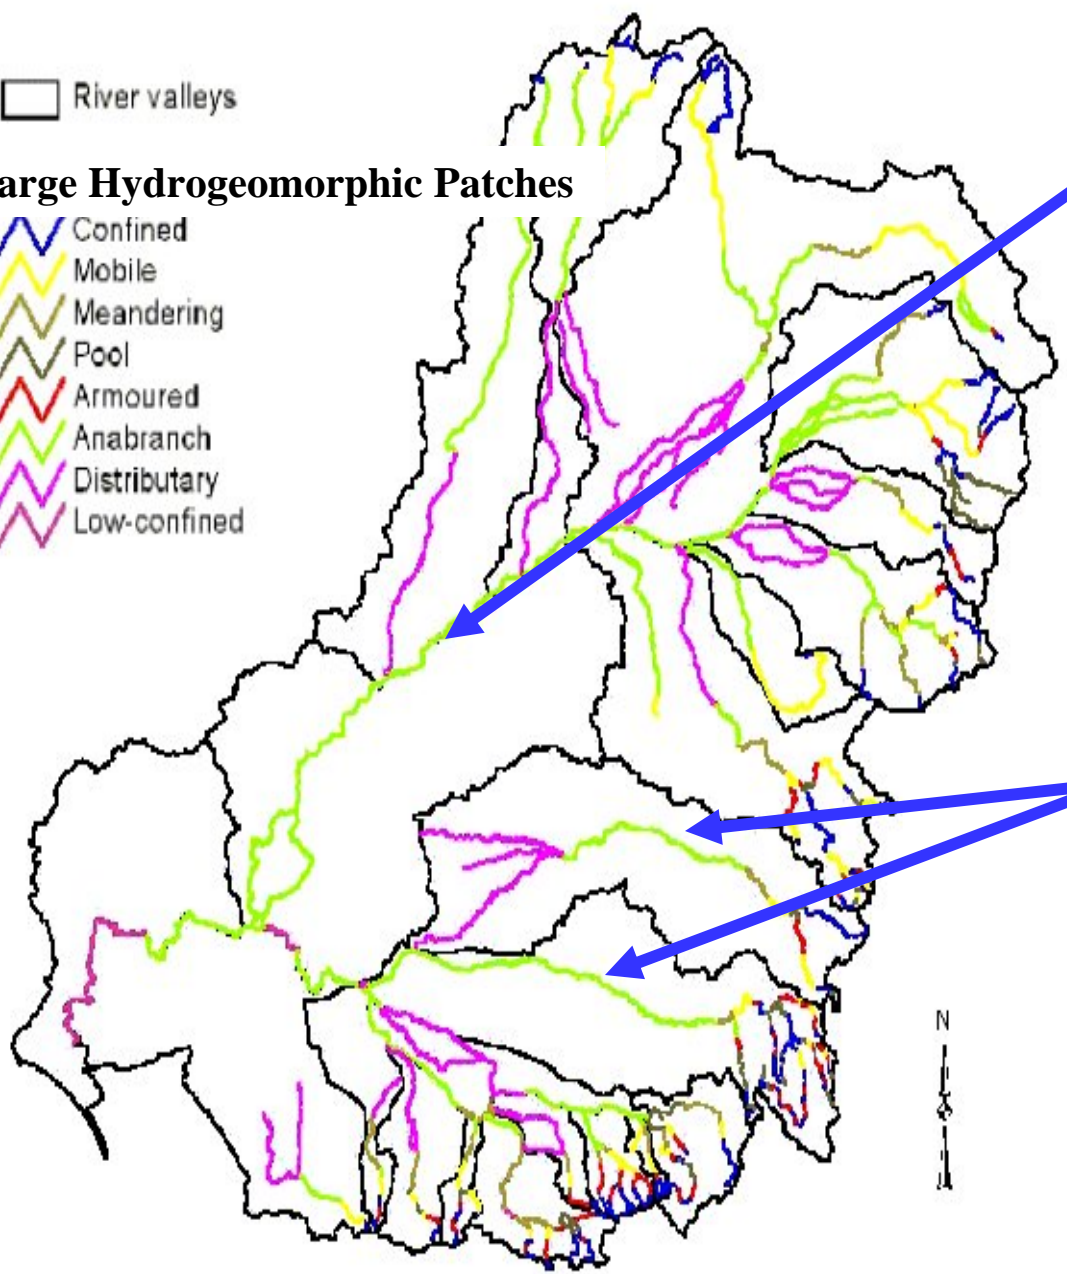 River valleys
arge Hydrogeomorphic Patches
Confined
Mobile
Meandering
Pool
Armoured
Anabranch
Distributary
Low-confined
N